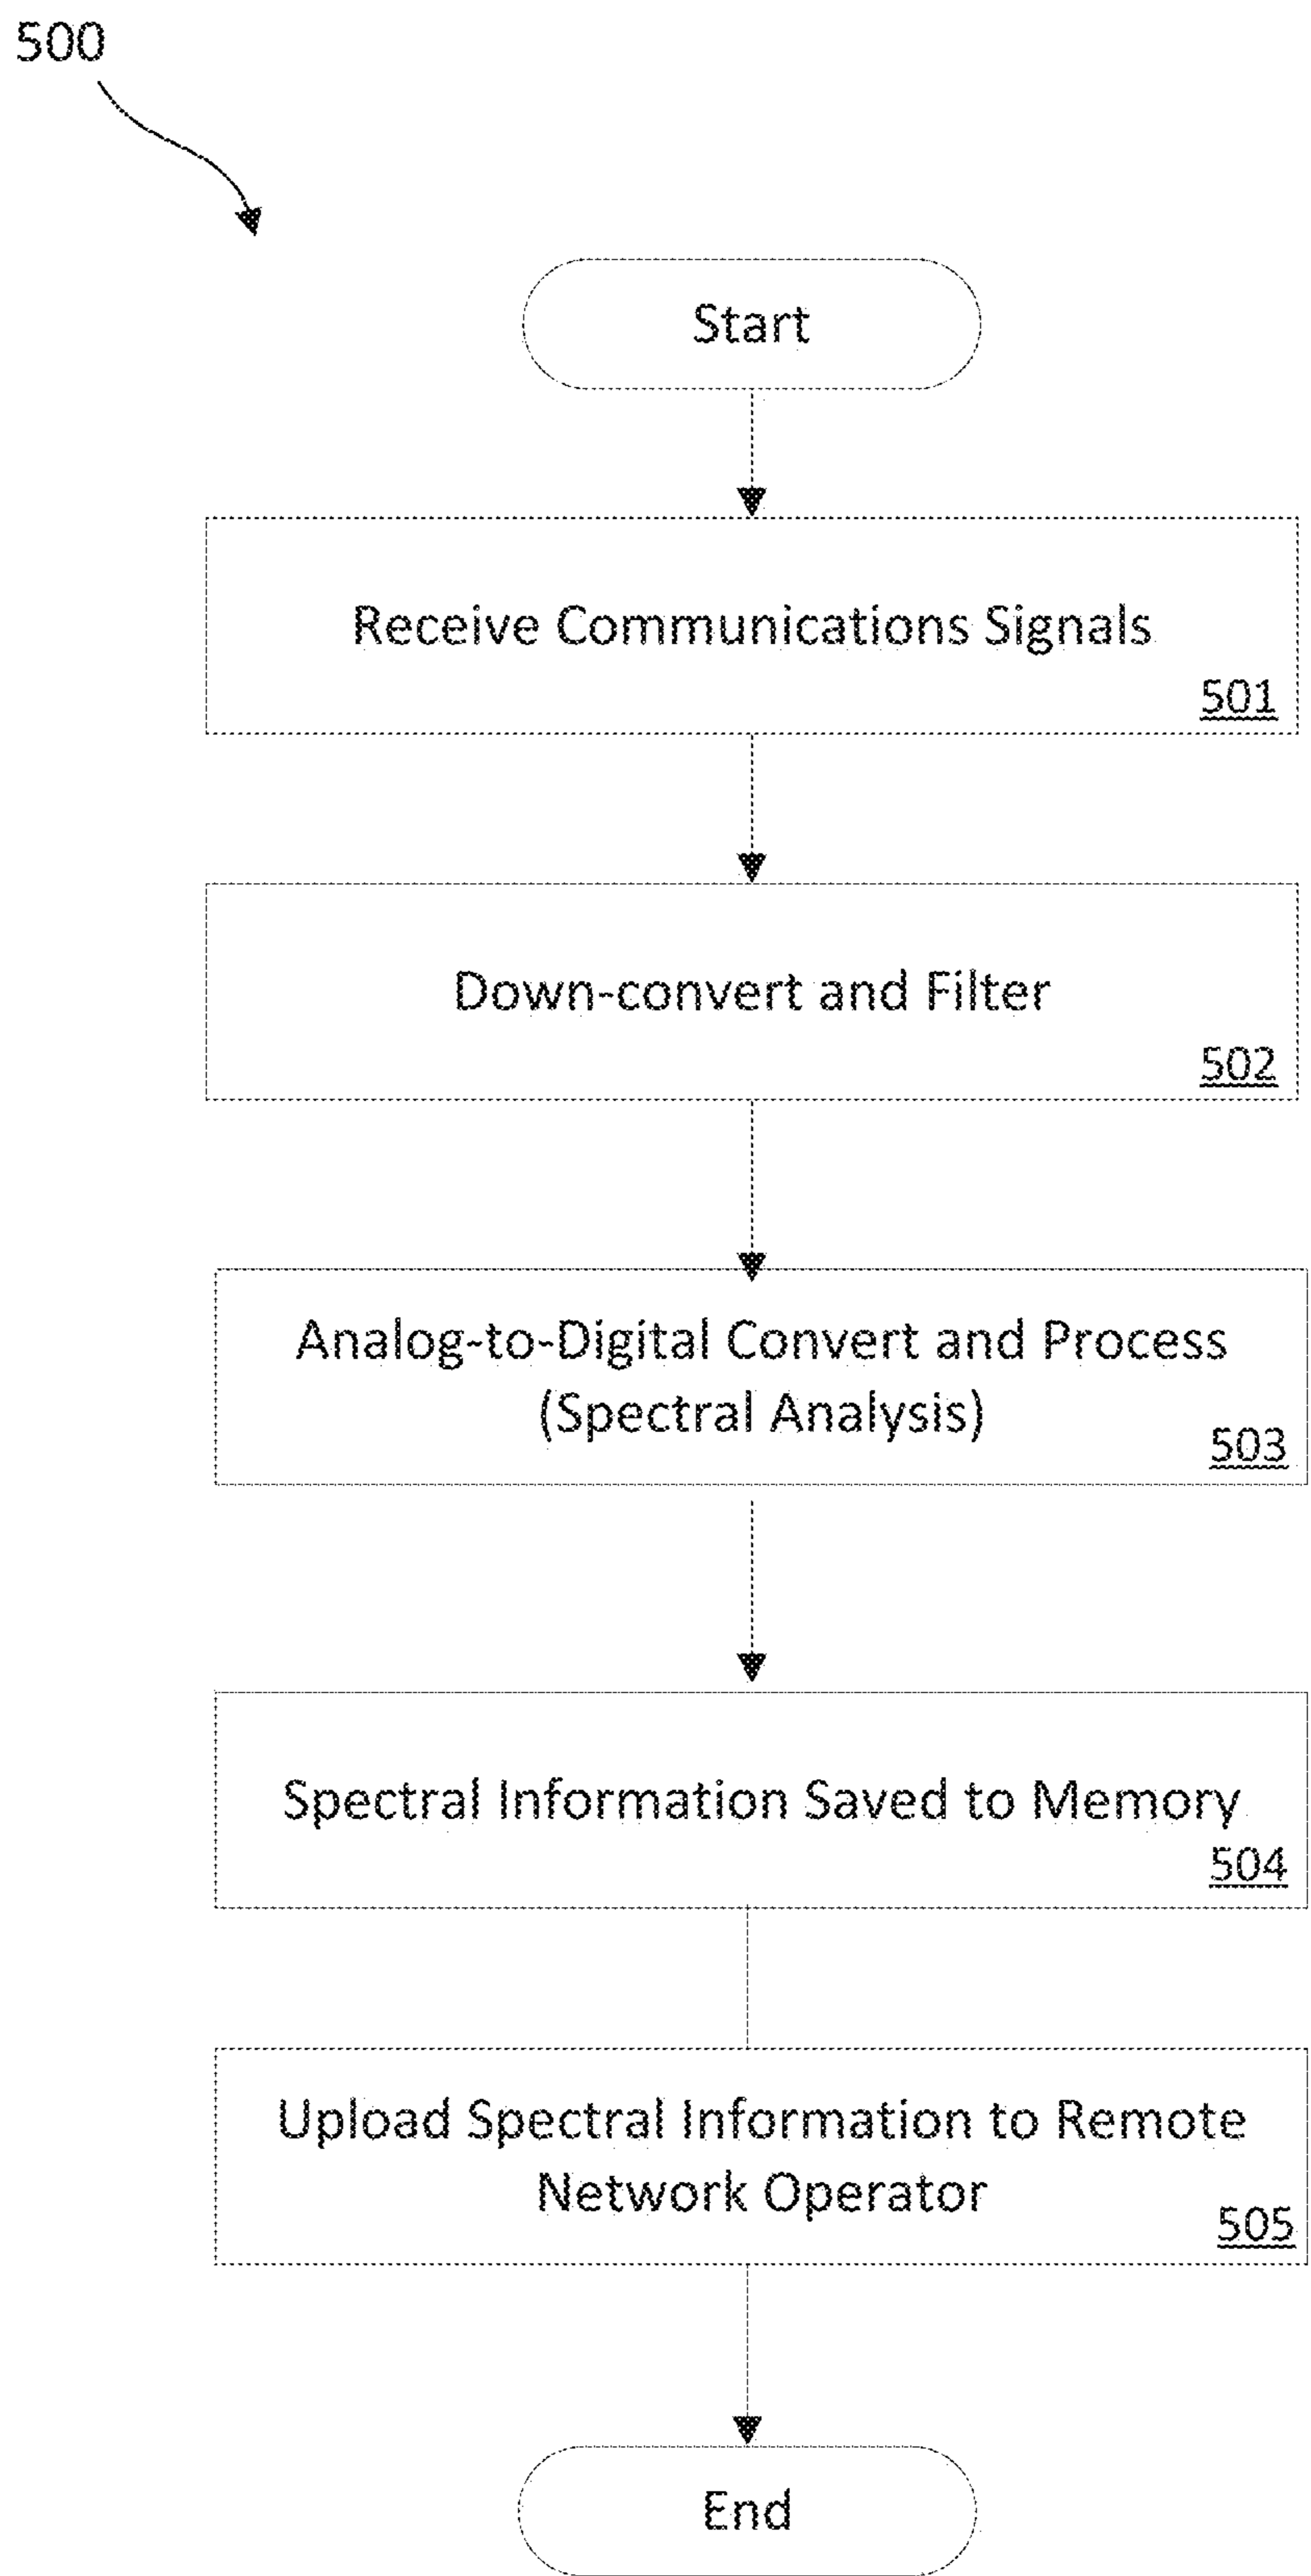 500
Start
Receive Communications Signals
501
Down-convert and Filter
502
Analog-to-Digital Convert and Process
(Spectral Analysis)
503
Spectral Information Saved to Memory
504
Upload Spectral Information to Remote
Network Operator
505
End